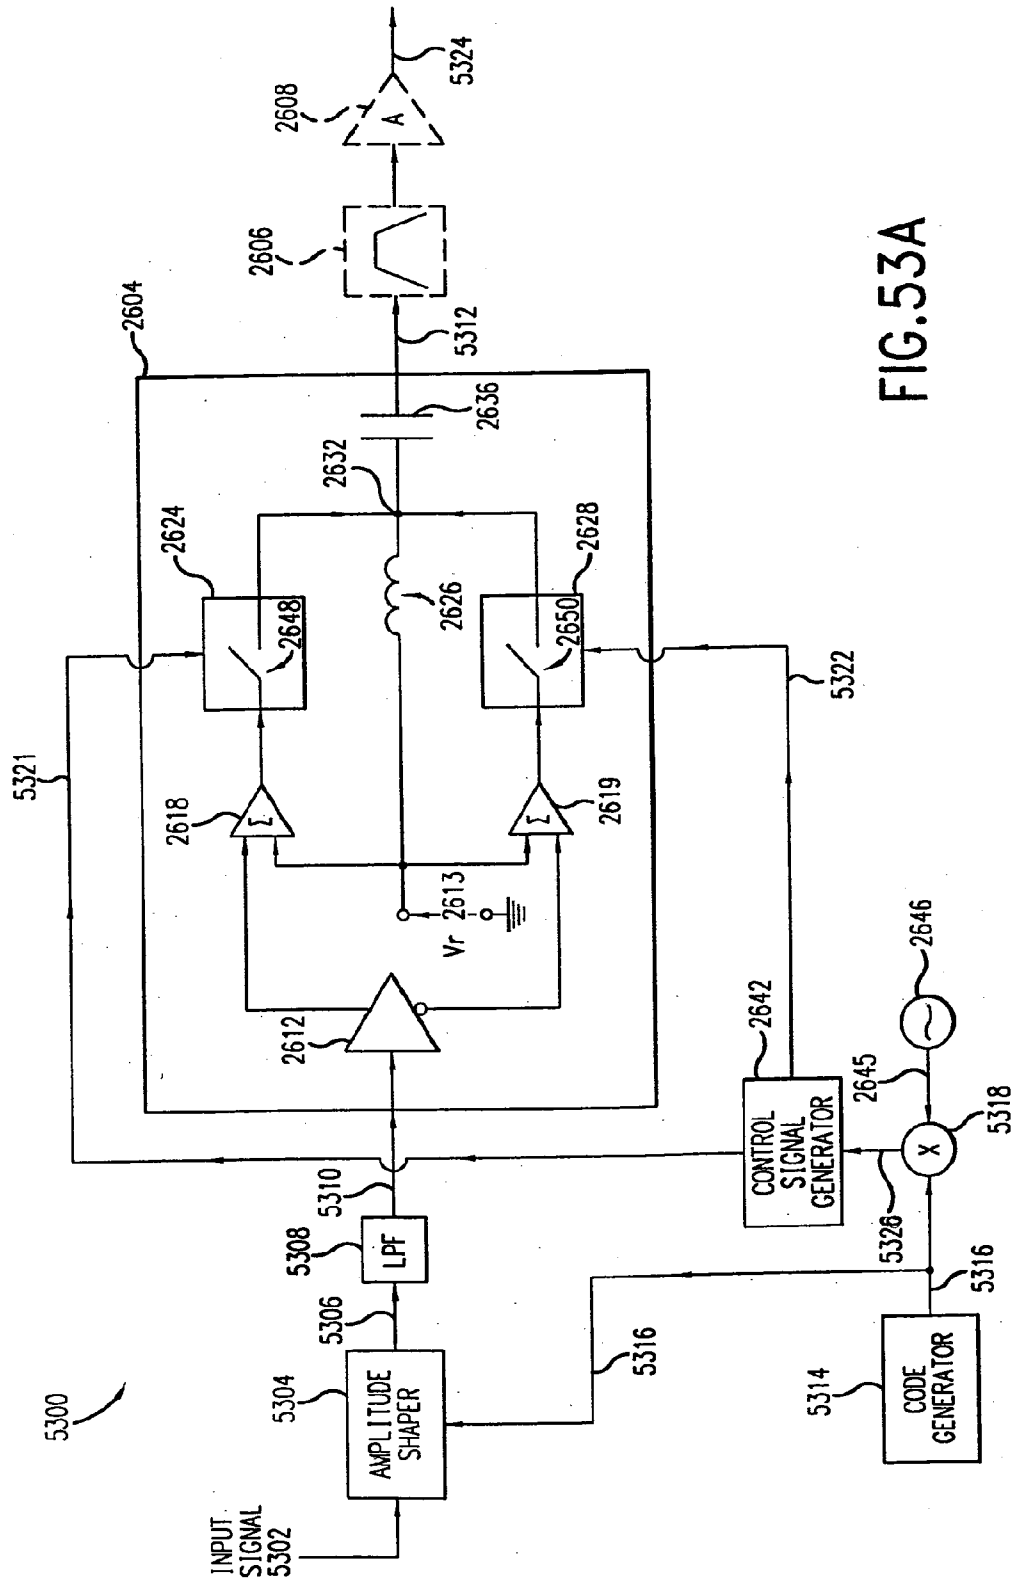 5300
INPUT
SIGNAL
5302
5304
AMPLITUDE
SHAPER
5306
5308
LPF
5310
5321
2604
2612
2618
Σ
2624
2648
2632
2636
2626
2613
Vr
2619
Σ
2628
2650
5312
2606
2608
A
5324
5322
2642
CONTROL
SIGNAL
GENERATOR
2646
2645
5318
X
5326
5316
5316
5314
CODE
GENERATOR
FIG.53A